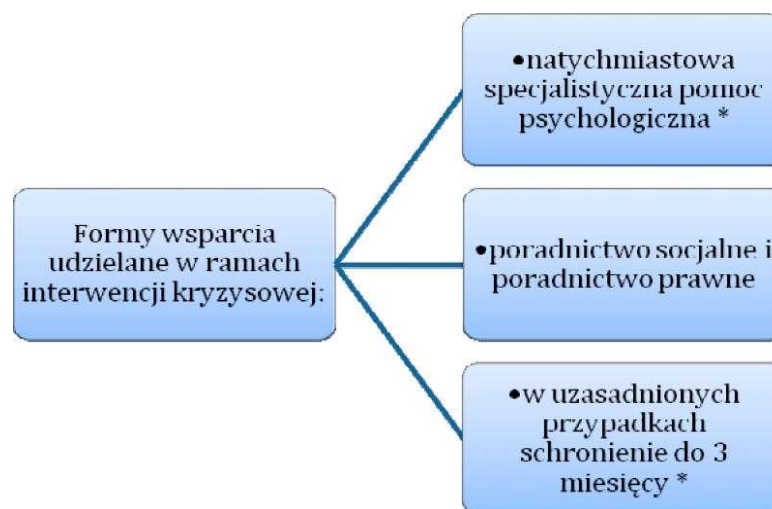 •natychmiastowa
specjalistyczna pomoc
psychologiczna *
Formy wsparcia
udzielane w ramach
interwencji kryzysowej:
•poradnictwo socjalne i
poradnictwo prawne
•w uzasadnionych
przypadkach
schronienie do 3
miesięcy *